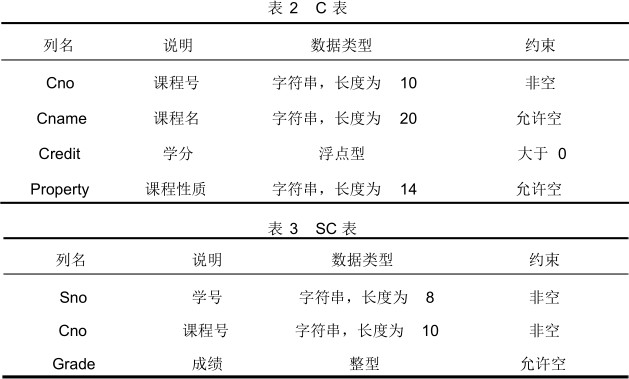 表 2 C 表
列名 说明 数据类型 约束
Cno 课程号 字符串，长度为 10 非空
Cname 课程名 字符串，长度为 20 允许空
Credit 学分 浮点型 大于 0
Property 课程性质 字符串，长度为 14 允许空
表 3 SC 表
列名 说明 数据类型 约束
Sno 学号 字符串，长度为 8 非空
Cno 课程号 字符串，长度为 10 非空
Grade 成绩 整型 允许空